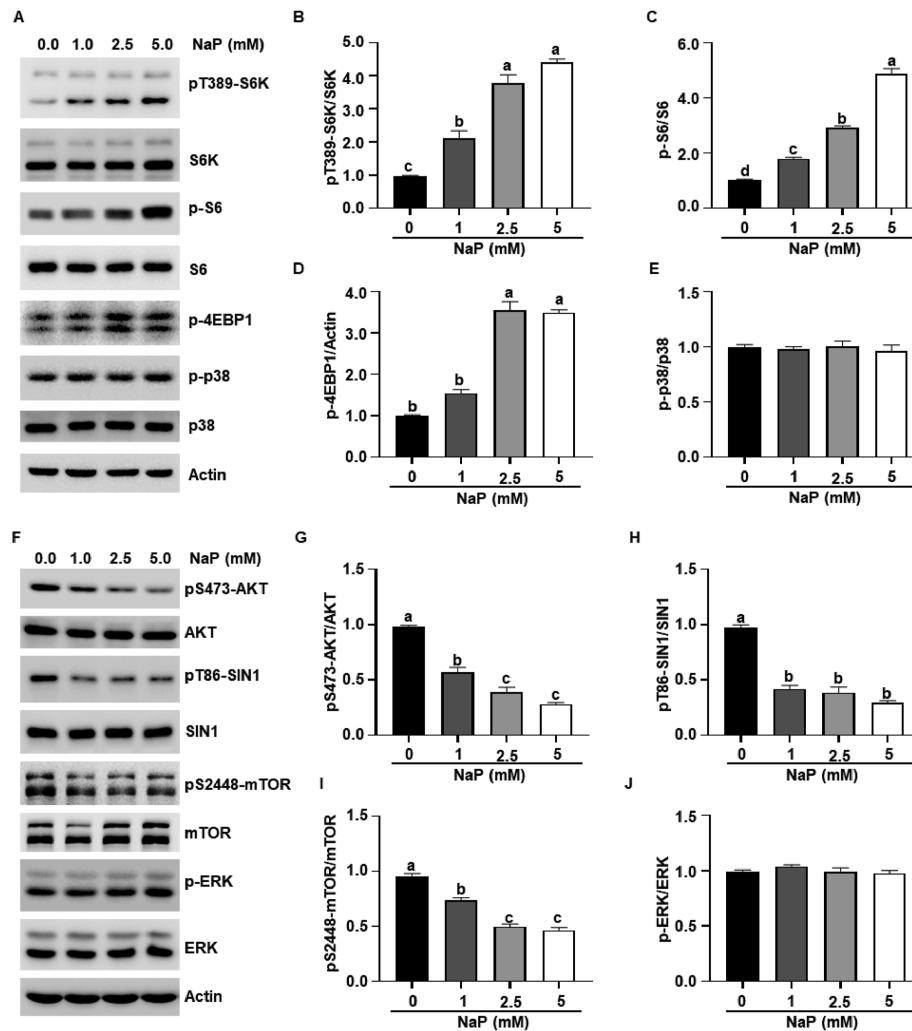 A
0.0 1.0 2.5 5.0 NaP (mM)
pT389-S6K
S6K
p-S6
S6
p-4EBP1
p-p38
p38
Actin
B
pT389-S6K/S6K
5.0
4.0
3.0
2.0
1.0
0.0
c b a a
0 1 2.5 5
NaP (mM)
C
p-S6/S6
6.0
4.0
2.0
0.0
d c b a
0 1 2.5 5
NaP (mM)
D
p-4EBP1/Actin
4.0
3.0
2.0
1.0
0.0
b b a a
0 1 2.5 5
NaP (mM)
E
p-p38/p38
1.5
1.0
0.5
0.0
0 1 2.5 5
NaP (mM)
F
0.0 1.0 2.5 5.0 NaP (mM)
pS473-AKT
AKT
pT86-SIN1
SIN1
pS2448-mTOR
mTOR
p-ERK
ERK
Actin
G
pS473-AKT/AKT
1.5
1.0
0.5
0.0
a b c c
0 1 2.5 5
NaP (mM)
H
pT86-SIN1/SIN1
1.5
1.0
0.5
0.0
a b b b
0 1 2.5 5
NaP (mM)
I
pS2448-mTOR/mTOR
1.5
1.0
0.5
0.0
a b c c
0 1 2.5 5
NaP (mM)
J
p-ERK/ERK
1.5
1.0
0.5
0.0
0 1 2.5 5
NaP (mM)